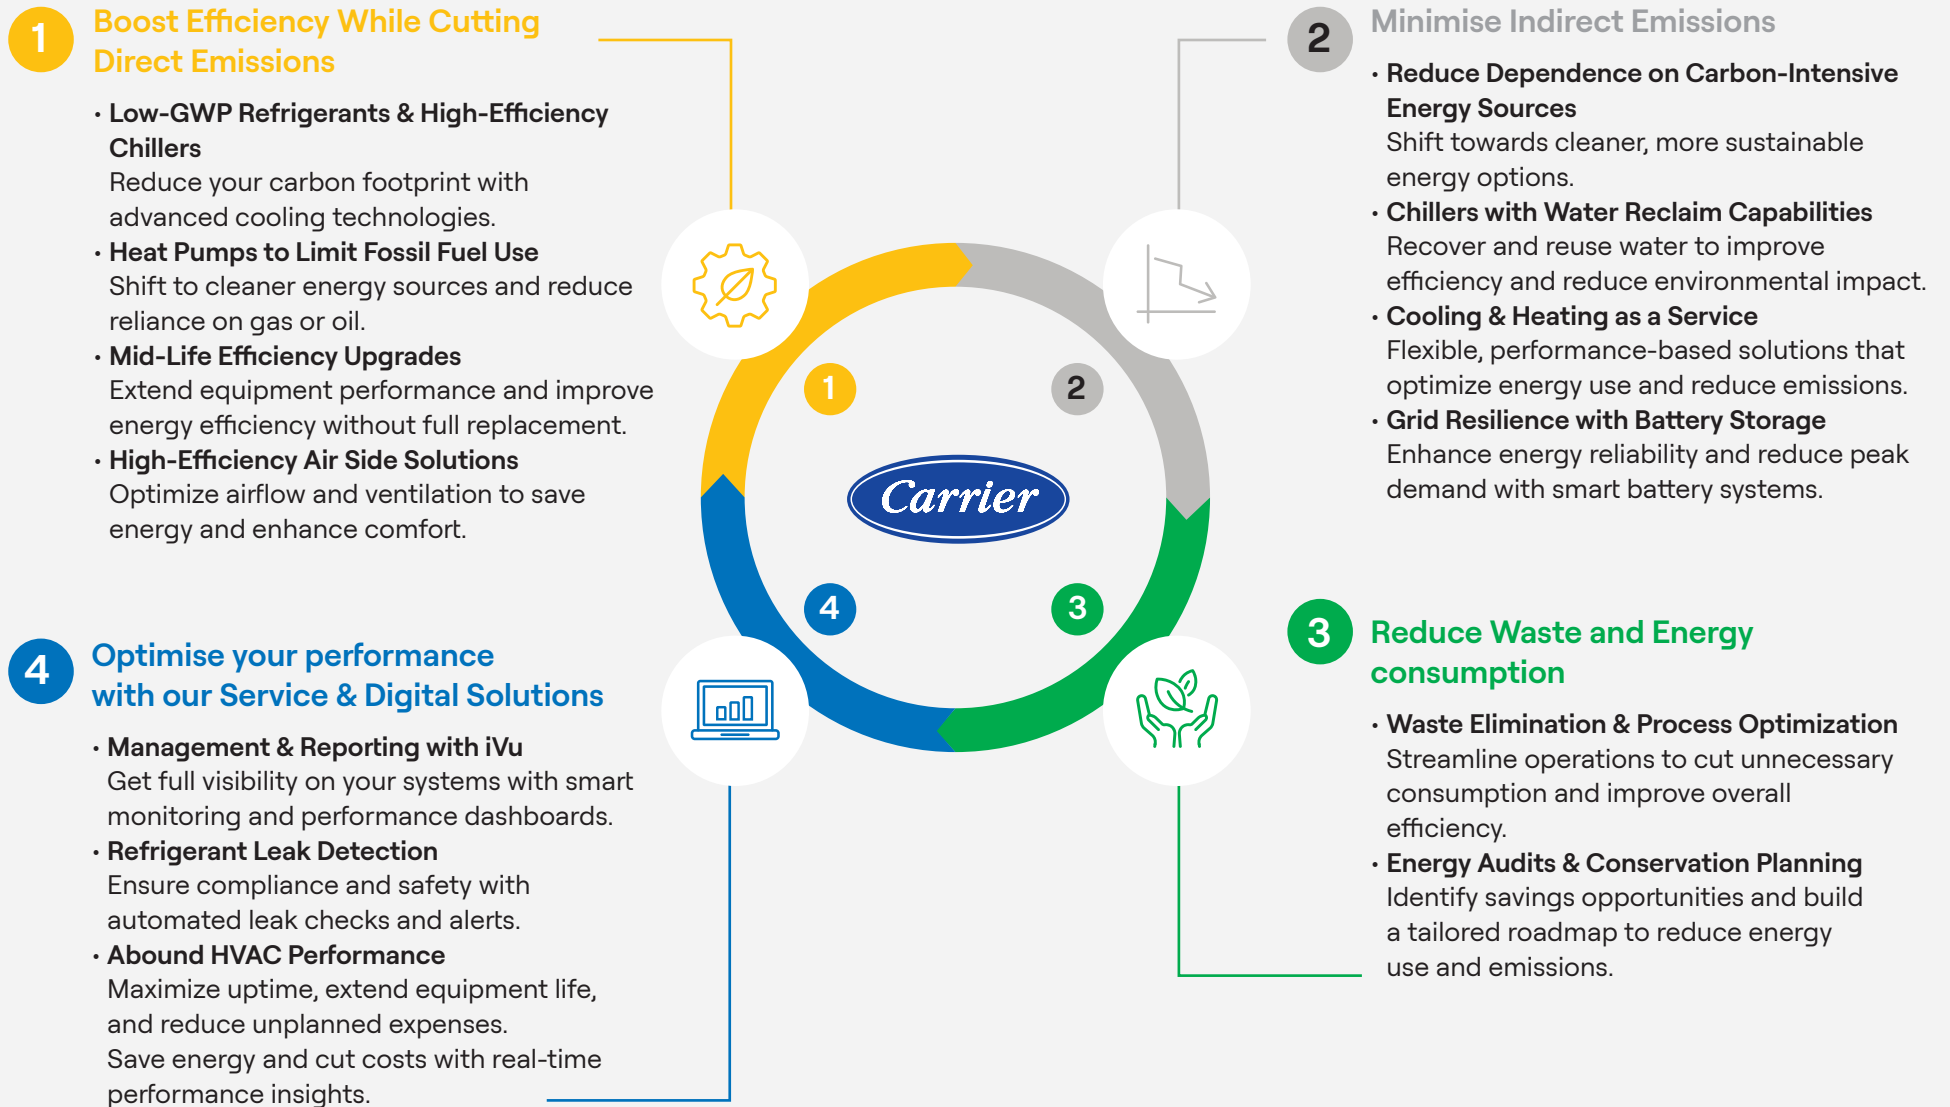 1
Boost Efficiency While Cutting
Direct Emissions
• Low-GWP Refrigerants & High-Efficiency
Chillers
Reduce your carbon footprint with
advanced cooling technologies.
• Heat Pumps to Limit Fossil Fuel Use
Shift to cleaner energy sources and reduce
reliance on gas or oil.
• Mid-Life Efficiency Upgrades
Extend equipment performance and improve
energy efficiency without full replacement.
• High-Efficiency Air Side Solutions
Optimize airflow and ventilation to save
energy and enhance comfort.
2
Minimise Indirect Emissions
• Reduce Dependence on Carbon-Intensive
Energy Sources
Shift towards cleaner, more sustainable
energy options.
• Chillers with Water Reclaim Capabilities
Recover and reuse water to improve
efficiency and reduce environmental impact.
• Cooling & Heating as a Service
Flexible, performance-based solutions that
optimize energy use and reduce emissions.
• Grid Resilience with Battery Storage
Enhance energy reliability and reduce peak
demand with smart battery systems.
1
2
Carrier
4
3
3
Reduce Waste and Energy
consumption
• Waste Elimination & Process Optimization
Streamline operations to cut unnecessary
consumption and improve overall
efficiency.
• Energy Audits & Conservation Planning
Identify savings opportunities and build
a tailored roadmap to reduce energy
use and emissions.
4
Optimise your performance
with our Service & Digital Solutions
• Management & Reporting with iVu
Get full visibility on your systems with smart
monitoring and performance dashboards.
• Refrigerant Leak Detection
Ensure compliance and safety with
automated leak checks and alerts.
• Abound HVAC Performance
Maximize uptime, extend equipment life,
and reduce unplanned expenses.
Save energy and cut costs with real-time
performance insights.